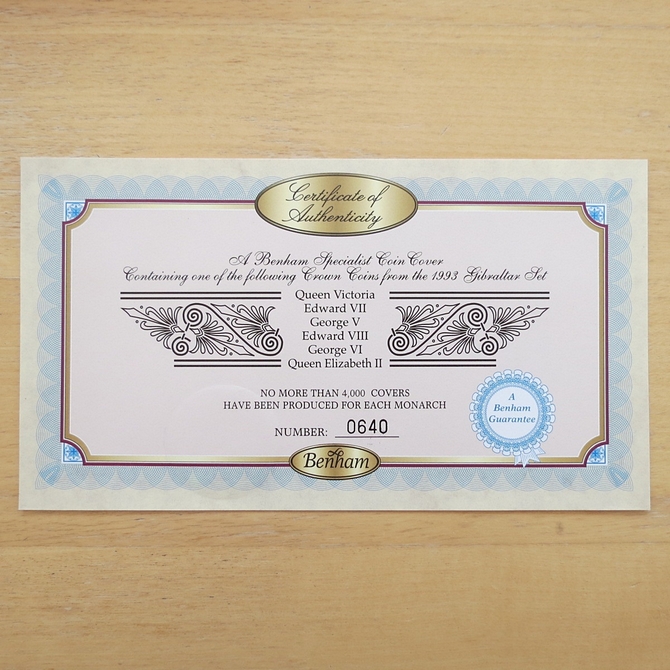 Certificate of
Authenticity
A Benham Specialist Coin Cover
Containing one of the following Crown Coins from the 1993 Gibraltar Set
Queen Victoria
Edward VII
George V
Edward VIII
George VI
Queen Elizabeth II
NO MORE THAN 4,000 COVERS
HAVE BEEN PRODUCED FOR EACH MONARCH
NUMBER: 0640
A
Benham
Guarantee
Benham